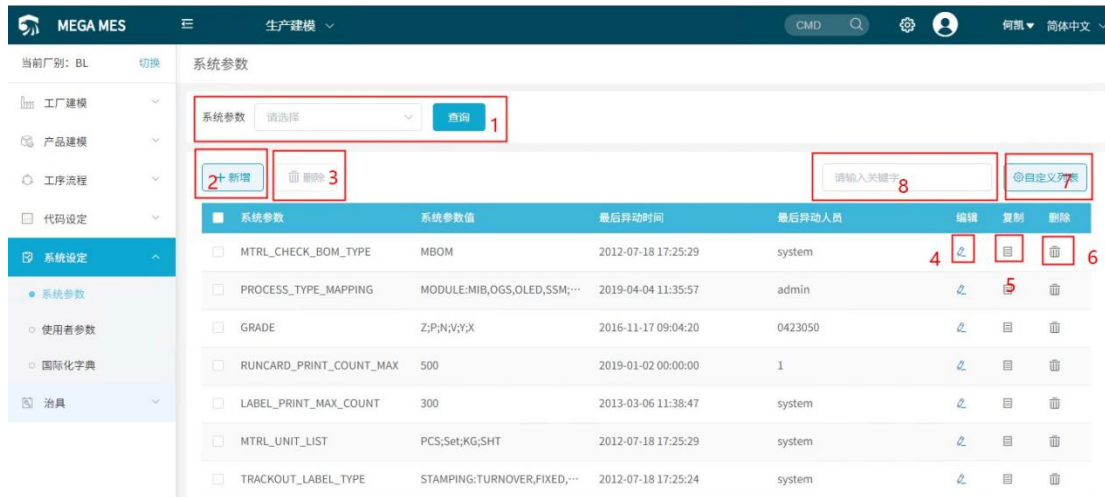 MEGA MES 生产建模 CMD 何凯 简体中文
当前厂别: BL 切换 系统参数
工厂建模
系统参数 请选择 查询 1
产品建模
工序流程 2 +新增 删除 3 请输入关键字 8 自定义列表 7
代码设定 系统参数 系统参数值 最后异动时间 最后异动人员 编辑 复制 删除
系统设定 MTRL_CHECK_BOM_TYPE MBOM 2012-07-18 17:25:29 system 4 6
系统参数 PROCESS_TYPE_MAPPING MODULE:MIB,OGS,OLED,SSM;··· 2019-04-04 11:35:57 admin 5
使用者参数 GRADE Z;P;N;V;Y;X 2016-11-17 09:04:20 0423050
国际化字典 RUNCARD_PRINT_COUNT_MAX 500 2019-01-02 00:00:00 1
治具 LABEL_PRINT_MAX_COUNT 300 2013-03-06 11:38:47 system
MTRL_UNIT_LIST PCS;Set;KG;SHT 2012-07-18 17:25:29 system
TRACKOUT_LABEL_TYPE STAMPING:TURNOVER,FIXED,··· 2012-07-18 17:25:24 system